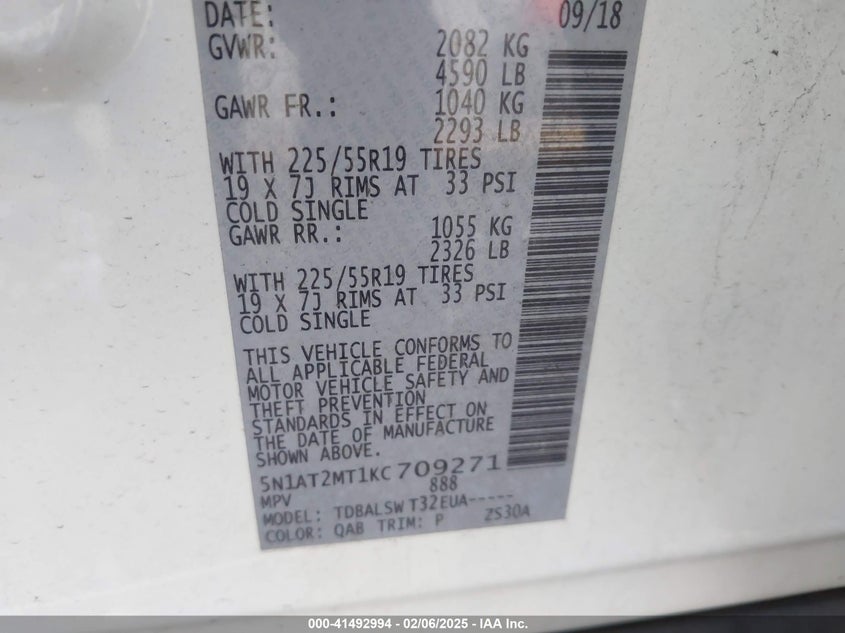 DATE: 09/18
GVWR: 2082 KG
4590 LB
GAWR FR.: 1040 KG
2293 LB
WITH 225/55R19 TIRES
19 X 7J RIMS AT 33 PSI
COLD SINGLE
GAWR RR.: 1055 KG
2326 LB
WITH 225/55R19 TIRES
19 X 7J RIMS AT 33 PSI
COLD SINGLE
THIS VEHICLE CONFORMS TO
ALL APPLICABLE FEDERAL
MOTOR VEHICLE SAFETY AND
THEFT PREVENTION
STANDARDS IN EFFECT ON
THE DATE OF MANUFACTURE
SHOWN ABOVE.
5N1AT2MT1KC709271
MPV 888
MODEL: TDBALSW T32EUA-----
COLOR: QAB TRIM: P ZS30A
000-41492994 — 02/06/2025 — IAA Inc.